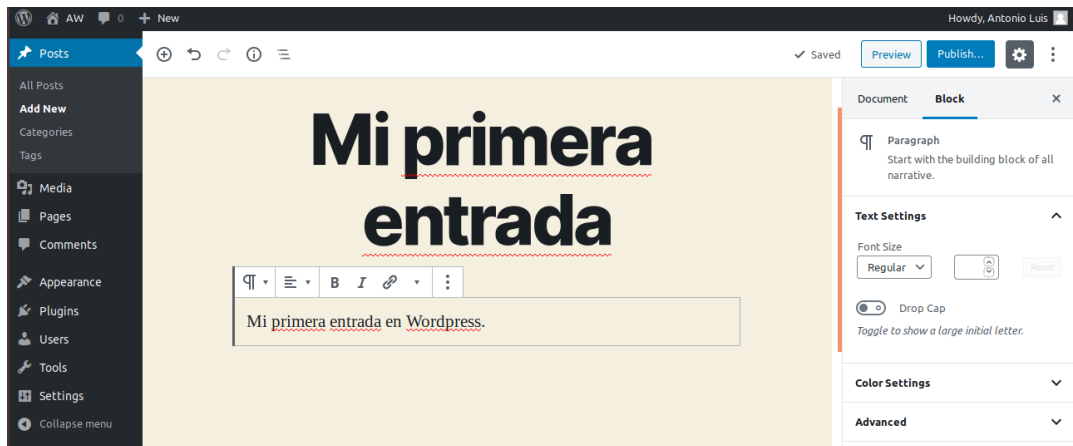 AW 0 New Howdy, Antonio Luis
Posts
All Posts
Add New
Categories
Tags
Media
Pages
Comments
Appearance
Plugins
Users
Tools
Settings
Collapse menu
Saved Preview Publish...
Mi primera
entrada
B I
Mi primera entrada en Wordpress.
Document Block
Paragraph
Start with the building block of all
narrative.
Text Settings
Font Size
Regular Reset
Drop Cap
Toggle to show a large initial letter.
Color Settings
Advanced